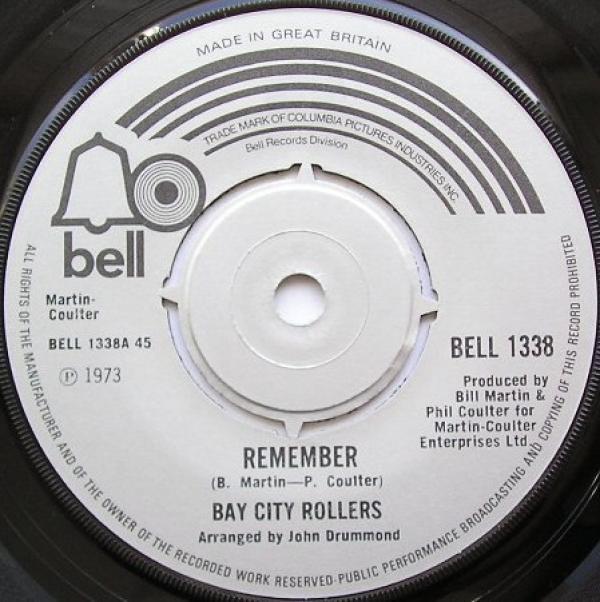 MADE IN GREAT BRITAIN
TRADE MARK OF COLUMBIA PICTURES INDUSTRIES INC.
Bell Records Division
bell
Martin-
Coulter
BELL 1338A 45
Ⓟ 1973
BELL 1338
Produced by
Bill Martin &
Phil Coulter for
Martin-Coulter
Enterprises Ltd
REMEMBER
(B. Martin—P. Coulter)
BAY CITY ROLLERS
Arranged by John Drummond
ALL RIGHTS OF THE MANUFACTURER AND OF THE OWNER OF THE RECORDED WORK RESERVED·PUBLIC PERFORMANCE BROADCASTING AND COPYING OF THIS RECORD PROHIBITED